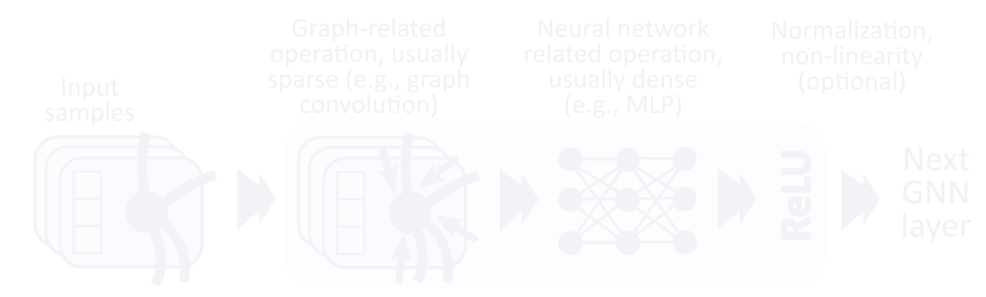 Input
samples
Graph-related
operation, usually
sparse (e.g., graph
convolution)
Neural network
related operation,
usually dense
(e.g., MLP)
Normalization,
non-linearity
(optional)
ReLU
Next
GNN
layer